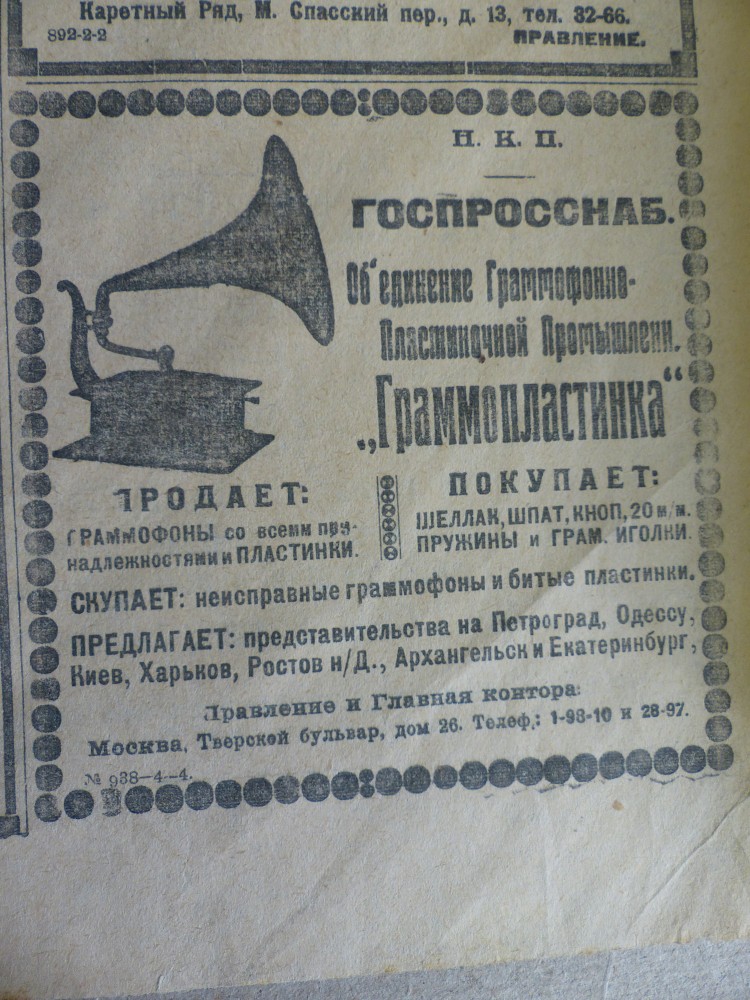 Каретный Ряд, М. Спасский пер., д. 13, тел. 32-66.
892-2-2 ПРАВЛЕНИЕ.
Н. К. П.
ГОСПРОССНАБ.
Об'единение Граммофонно-
Пластиночной Промышленн.
„Граммопластинка“
ПРОДАЕТ:
ГРАММОФОНЫ со всеми при-
надлежностями и ПЛАСТИНКИ.
ПОКУПАЕТ:
ШЕЛЛАК, ШПАТ, КНОП, 20 м/м.
ПРУЖИНЫ и ГРАМ. ИГОЛКИ.
СКУПАЕТ: неисправные граммофоны и битые пластинки.
ПРЕДЛАГАЕТ: представительства на Петроград, Одессу,
Киев, Харьков, Ростов н/Д., Архангельск и Екатеринбург,
Правление и Главная контора:
Москва, Тверской бульвар, дом 26. Телеф.: 1-98-10 и 28-97.
№ 938-4-4.